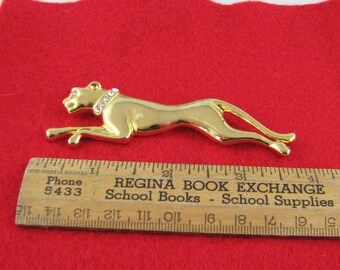 Phone
5433
REGINA BOOK EXCHANGE
School Books - School Supplies